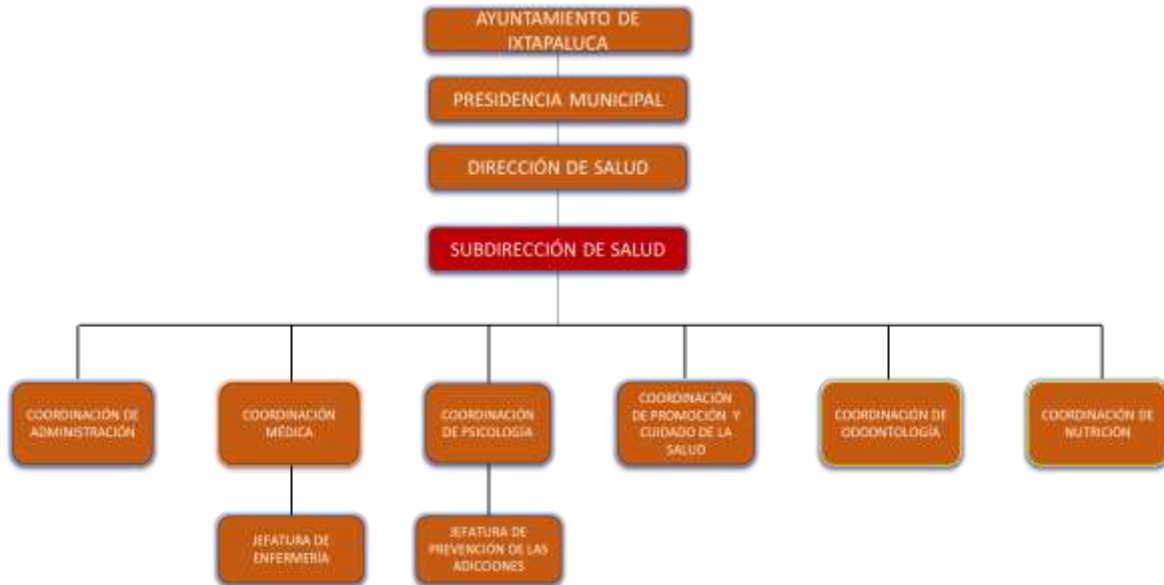 AYUNTAMIENTO DE
IXTAPALUCA
PRESIDENCIA MUNICIPAL
DIRECCIÓN DE SALUD
SUBDIRECCIÓN DE SALUD
COORDINACIÓN DE
ADMINISTRACIÓN
COORDINACIÓN
MÉDICA
COORDINACIÓN
DE PSICOLOGÍA
COORDINACIÓN
DE PROMOCIÓN Y
CUIDADO DE LA
SALUD
COORDINACIÓN DE
ODODONTOLOGÍA
COORDINACIÓN DE
NUTRICIÓN
JEFATURA DE
ENFERMERÍA
JEFATURA DE
PREVENCIÓN DE LAS
ADICCIONES